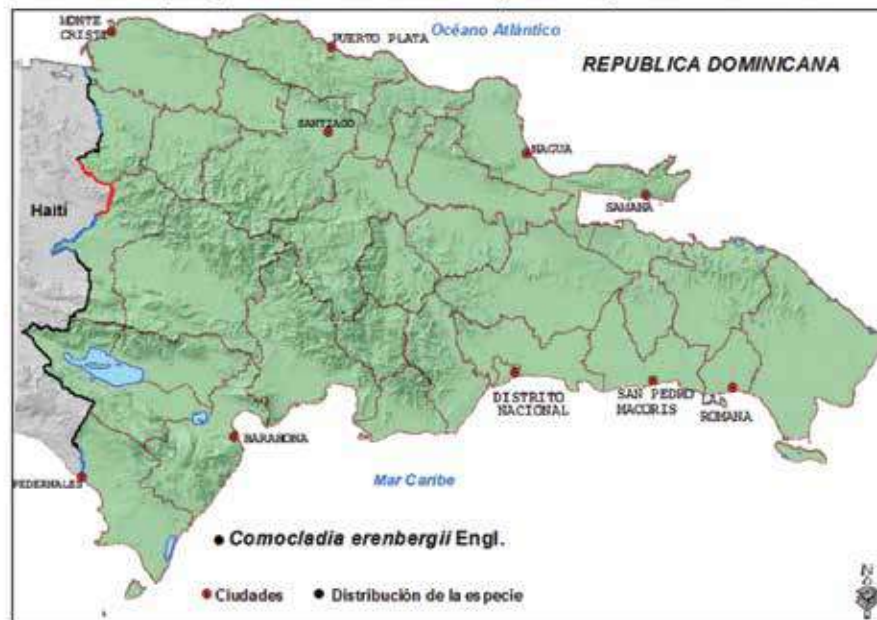 MONTE
CRISTI
PUERTO PLATA
Océano Atlántico
REPUBLICA DOMINICANA
SANTIAGO
NAGUA
SAMANA
Haití
DISTRITO
NACIONAL
SAN PEDRO
MACORIS
LA
ROMANA
BARAHONA
PEDERNALES
Mar Caribe
Comocladia erenbergii Engl.
Ciudades
Distribución de la especie